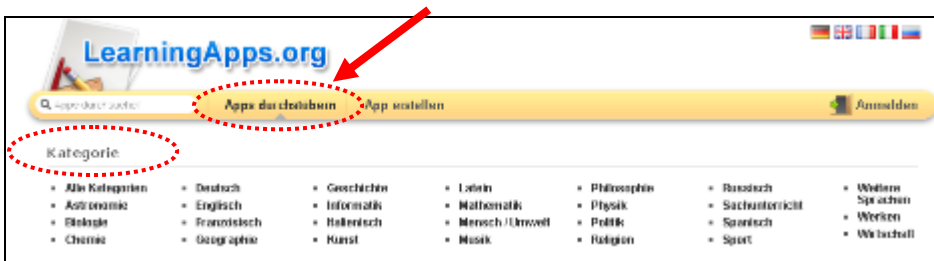 LearningApps.org
Apps durchsuchen Apps durchstöbern App erstellen Anmelden
Kategorie
Alle Kategorien Deutsch Geschichte Latein Philosophie Russisch Weitere Sprachen
Astronomie Englisch Informatik Mathematik Physik Sachunterricht Werken
Biologie Französisch Italienisch Mensch / Umwelt Politik Spanisch Wirtschaft
Chemie Geographie Kunst Musik Religion Sport